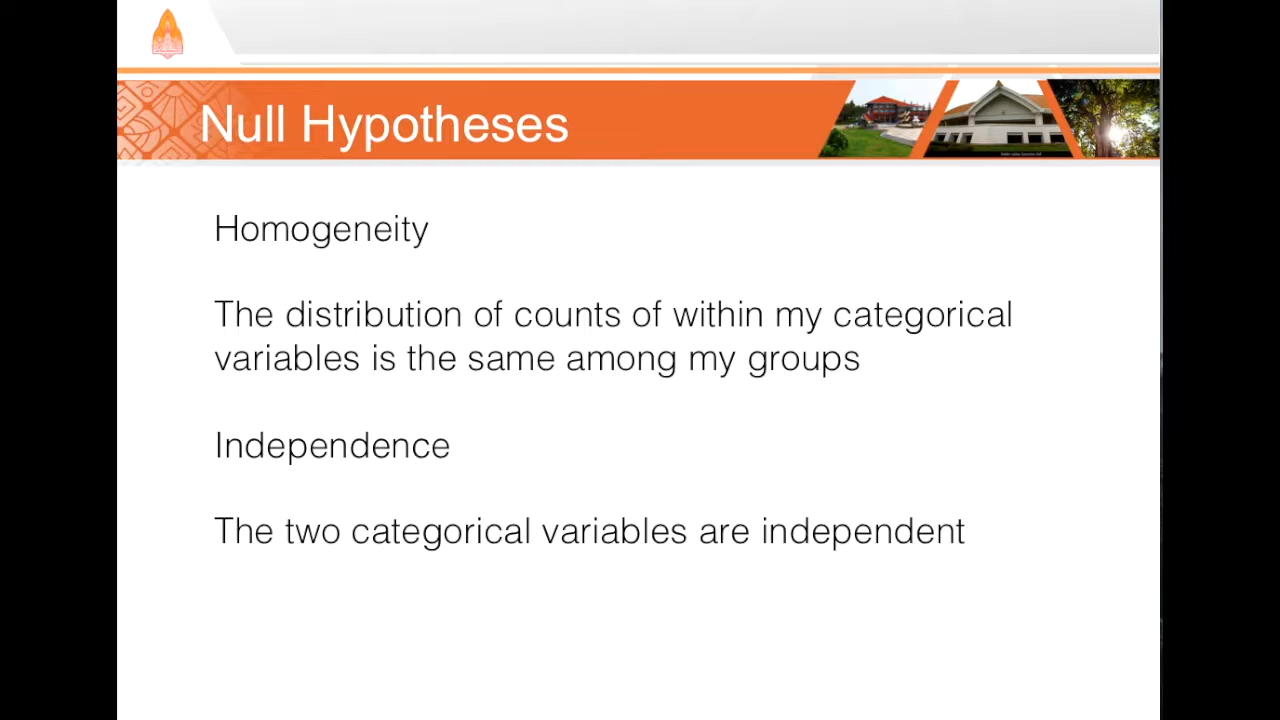 Null Hypotheses
Homogeneity
The distribution of counts of within my categorical
variables is the same among my groups
Independence
The two categorical variables are independent